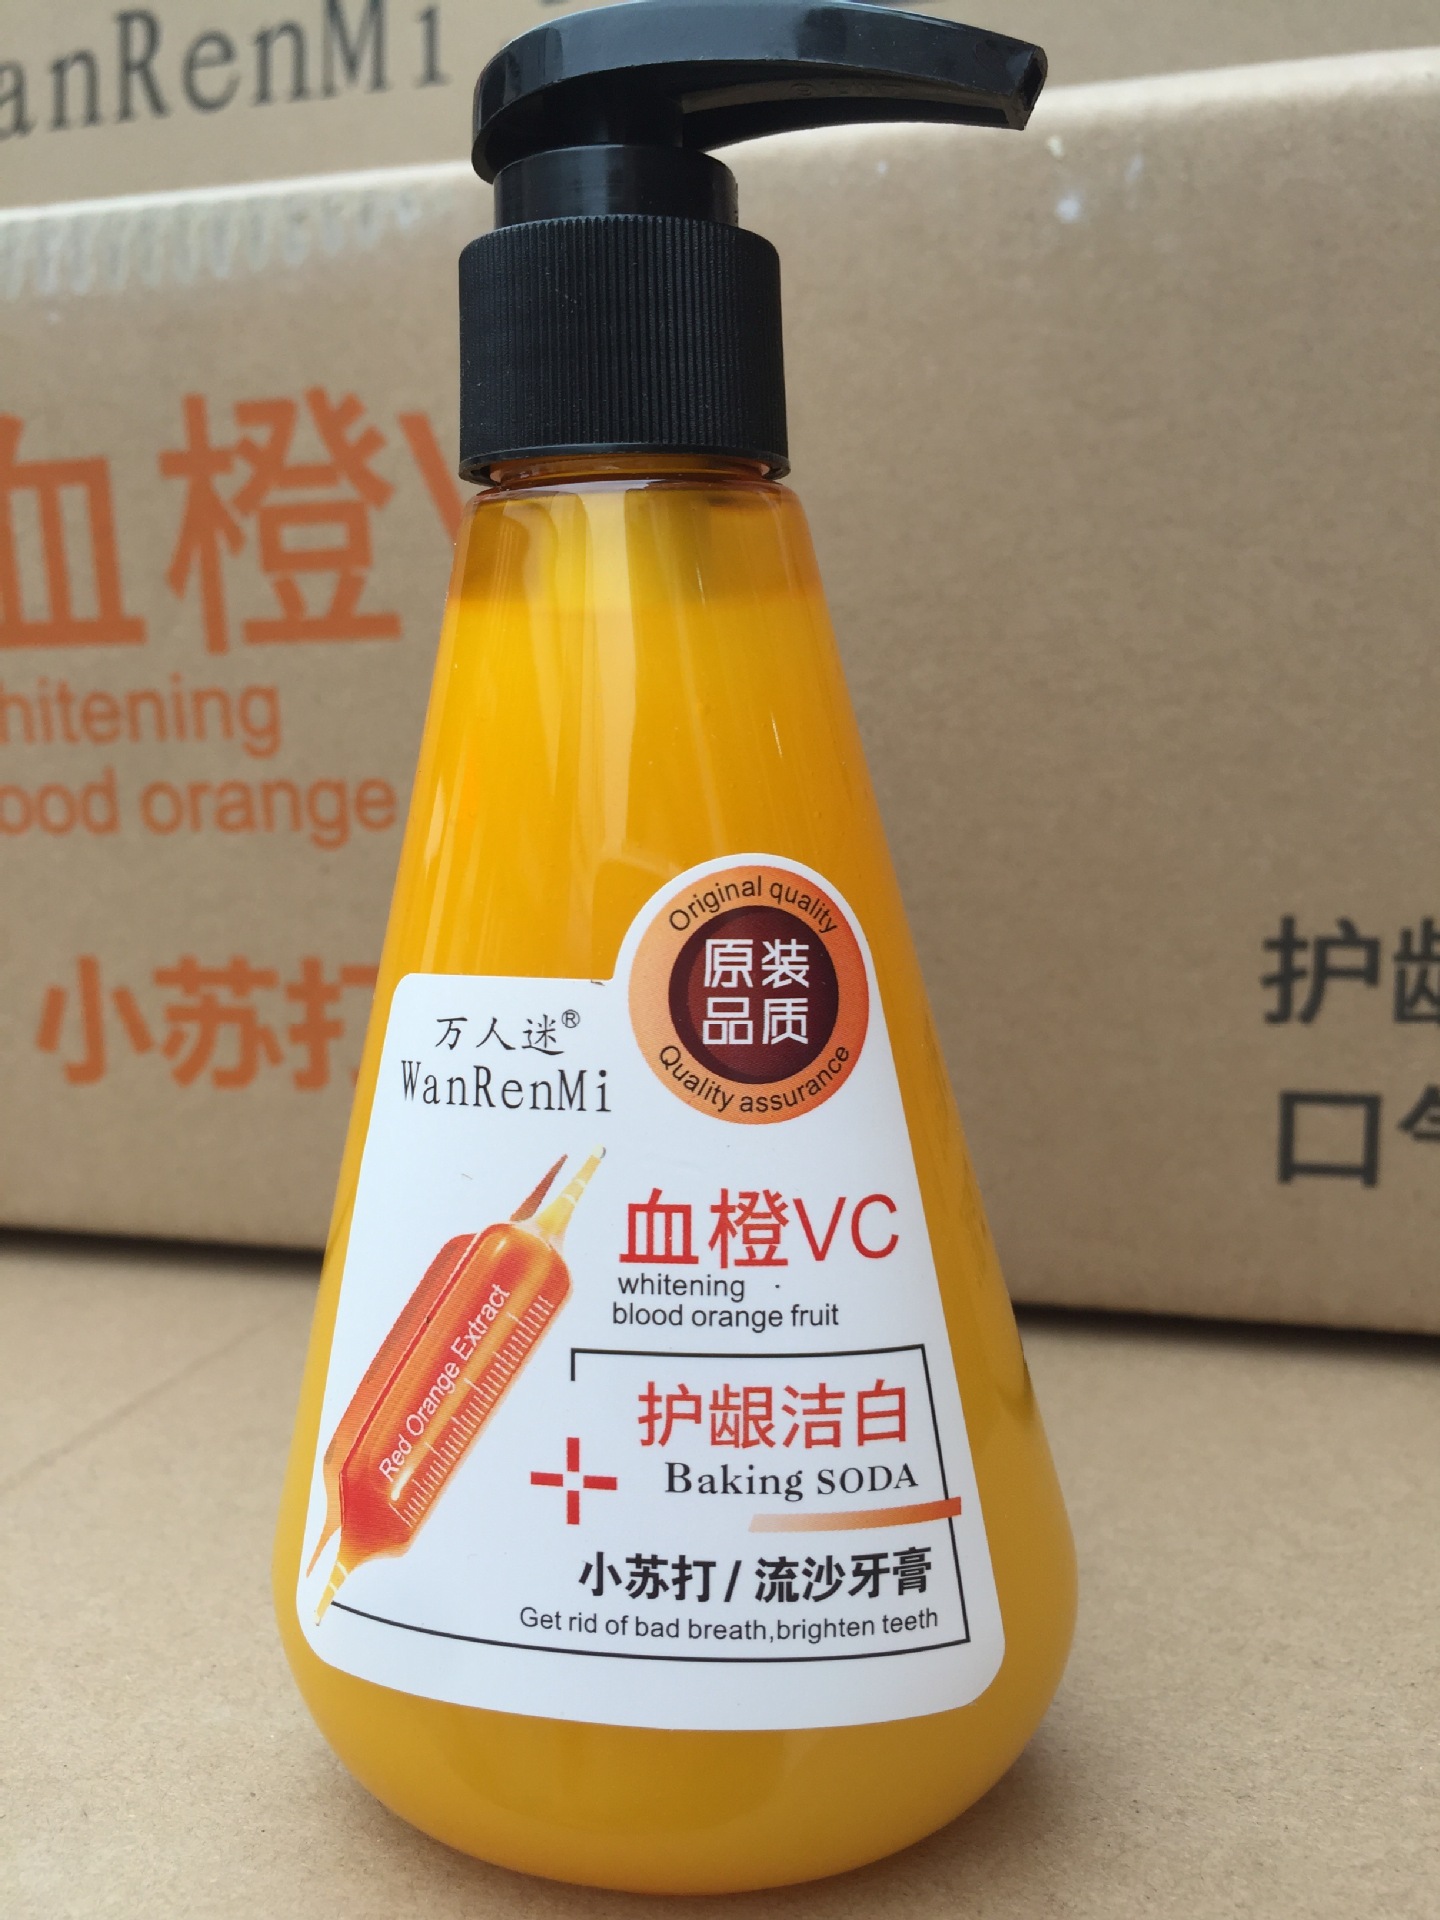 anRenMi
血橙V
hitening
ood orange
小苏打
护龈
口气
Original quality
原装
品质
Quality assurance
万人迷®
WanRenMi
Red Orange Extract
血橙VC
whitening
blood orange fruit
护龈洁白
Baking SODA
小苏打/流沙牙膏
Get rid of bad breath,brighten teeth